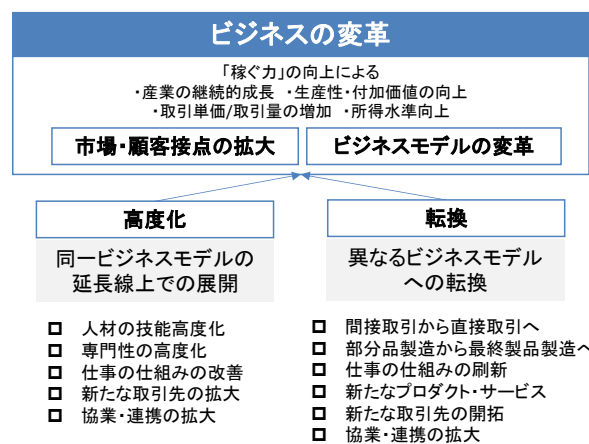 ビジネスの変革
「稼ぐ力」の向上による
・産業の継続的成長 ・生産性・付加価値の向上
・取引単価/取引量の増加 ・所得水準向上
市場・顧客接点の拡大
ビジネスモデルの変革
高度化
同一ビジネスモデルの
延長線上での展開
人材の技能高度化
専門性の高度化
仕事の仕組みの改善
新たな取引先の拡大
協業・連携の拡大
転換
異なるビジネスモデル
への転換
間接取引から直接取引へ
部分品製造から最終製品製造へ
仕事の仕組みの刷新
新たなプロダクト・サービス
新たな取引先の開拓
協業・連携の拡大